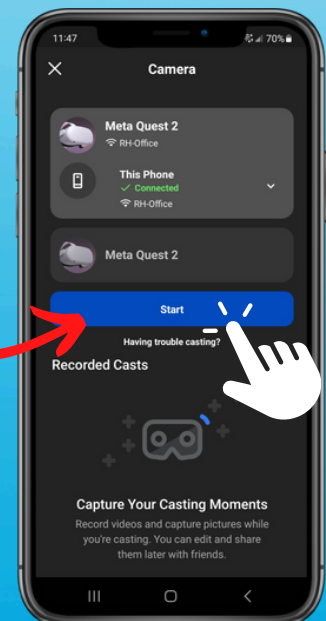 11:47
70%
Camera
Meta Quest 2
RH-Office
This Phone
Connected
RH-Office
Meta Quest 2
Start
Having trouble casting?
Recorded Casts
Capture Your Casting Moments
Record videos and capture pictures while
you're casting. You can edit and share
them later with friends.